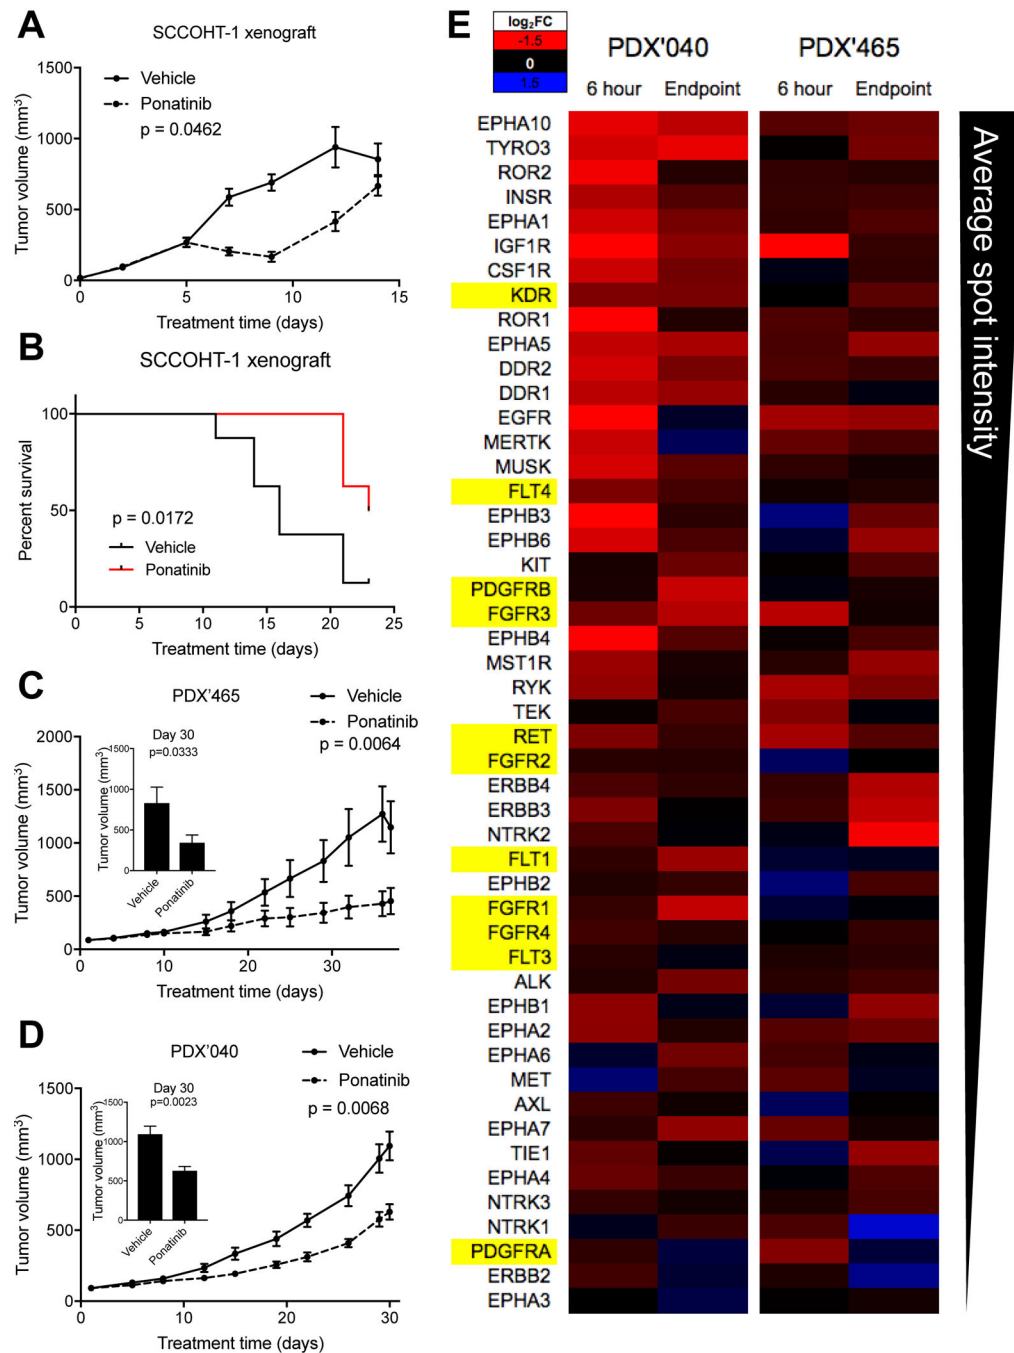 A
SCCOHT-1 xenograft
Tumor volume (mm³)
1500
1000
500
0
Vehicle
Ponatinib
p = 0.0462
0 5 10 15
Treatment time (days)
B
SCCOHT-1 xenograft
Percent survival
100
50
0
p = 0.0172
Vehicle
Ponatinib
0 5 10 15 20 25
Treatment time (days)
C
PDX'465
Vehicle
Ponatinib
p = 0.0064
Tumor volume (mm³)
2000
1500
1000
500
0
Day 30
p=0.0333
Tumor volume (mm³)
1500
1000
500
0
Vehicle
Ponatinib
0 10 20 30
Treatment time (days)
D
PDX'040
Vehicle
Ponatinib
p = 0.0068
Tumor volume (mm³)
1500
1000
500
0
Day 30
p=0.0023
Tumor volume (mm³)
1500
1000
500
0
Vehicle
Ponatinib
0 10 20 30
Treatment time (days)
E
log₂FC
-1.5
0
1.5
PDX'040 PDX'465
6 hour Endpoint 6 hour Endpoint
EPHA10
TYRO3
ROR2
INSR
EPHA1
IGF1R
CSF1R
KDR
ROR1
EPHA5
DDR2
DDR1
EGFR
MERTK
MUSK
FLT4
EPHB3
EPHB6
KIT
PDGFRB
FGFR3
EPHB4
MST1R
RYK
TEK
RET
FGFR2
ERBB4
ERBB3
NTRK2
FLT1
EPHB2
FGFR1
FGFR4
FLT3
ALK
EPHB1
EPHA2
EPHA6
MET
AXL
EPHA7
TIE1
EPHA4
NTRK3
NTRK1
PDGFRA
ERBB2
EPHA3
Average spot intensity